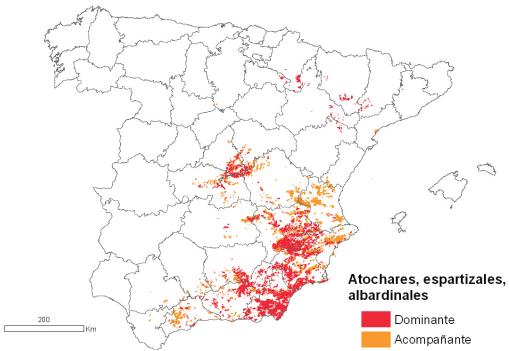 Atochares, espartizales,
albardinales
Dominante
Acompañante
200
Km